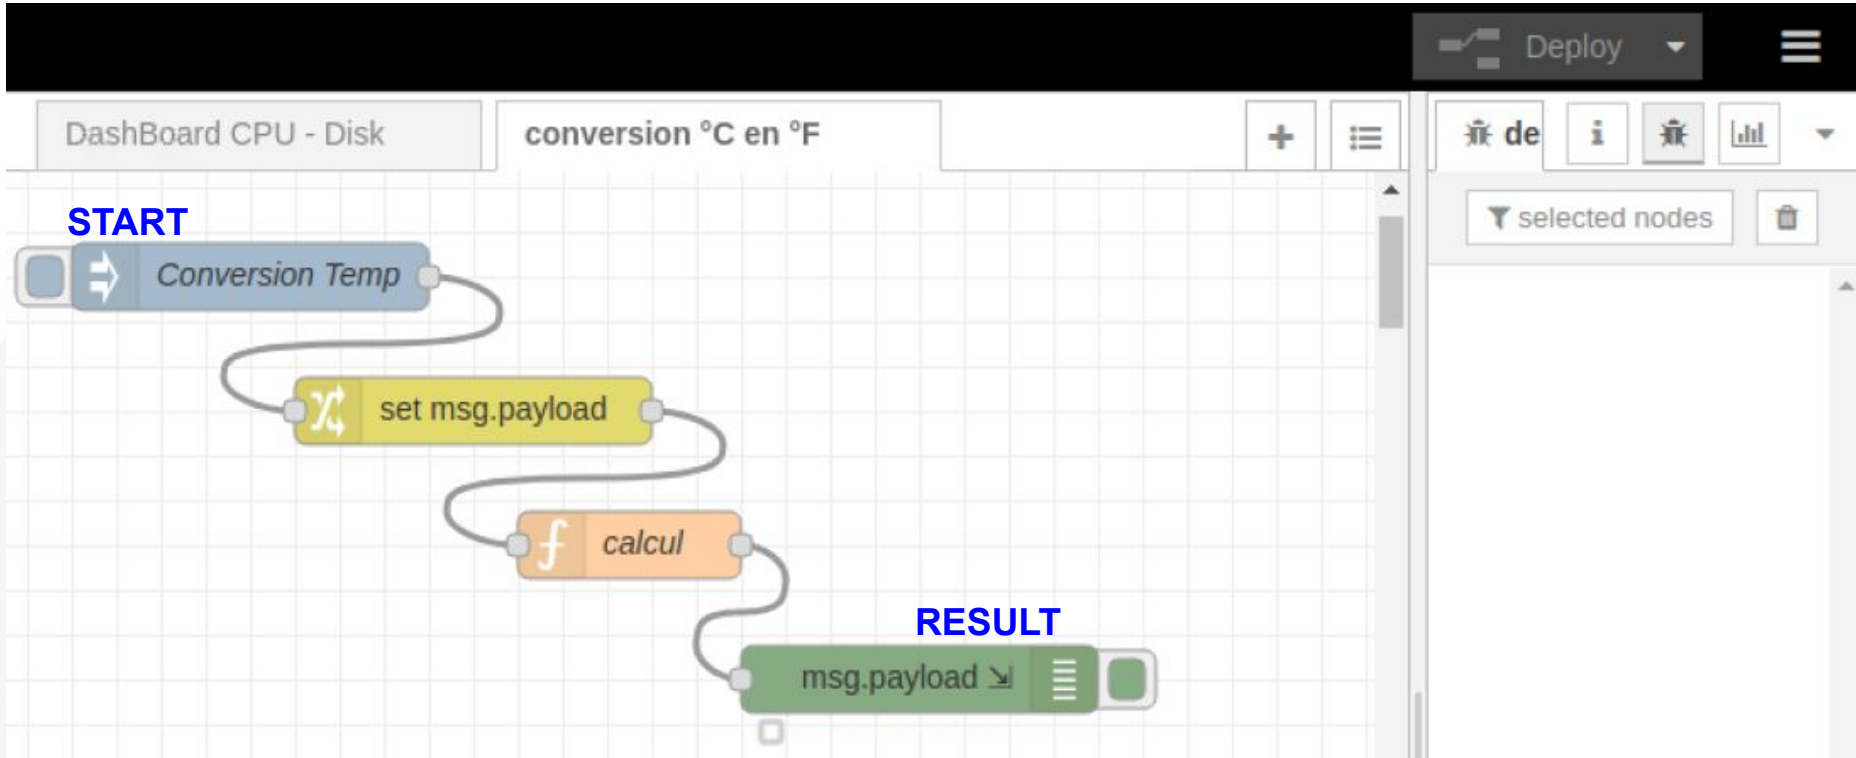 Deploy
DashBoard CPU - Disk
conversion °C en °F
de
i
selected nodes
START
Conversion Temp
set msg.payload
f calcul
RESULT
msg.payload